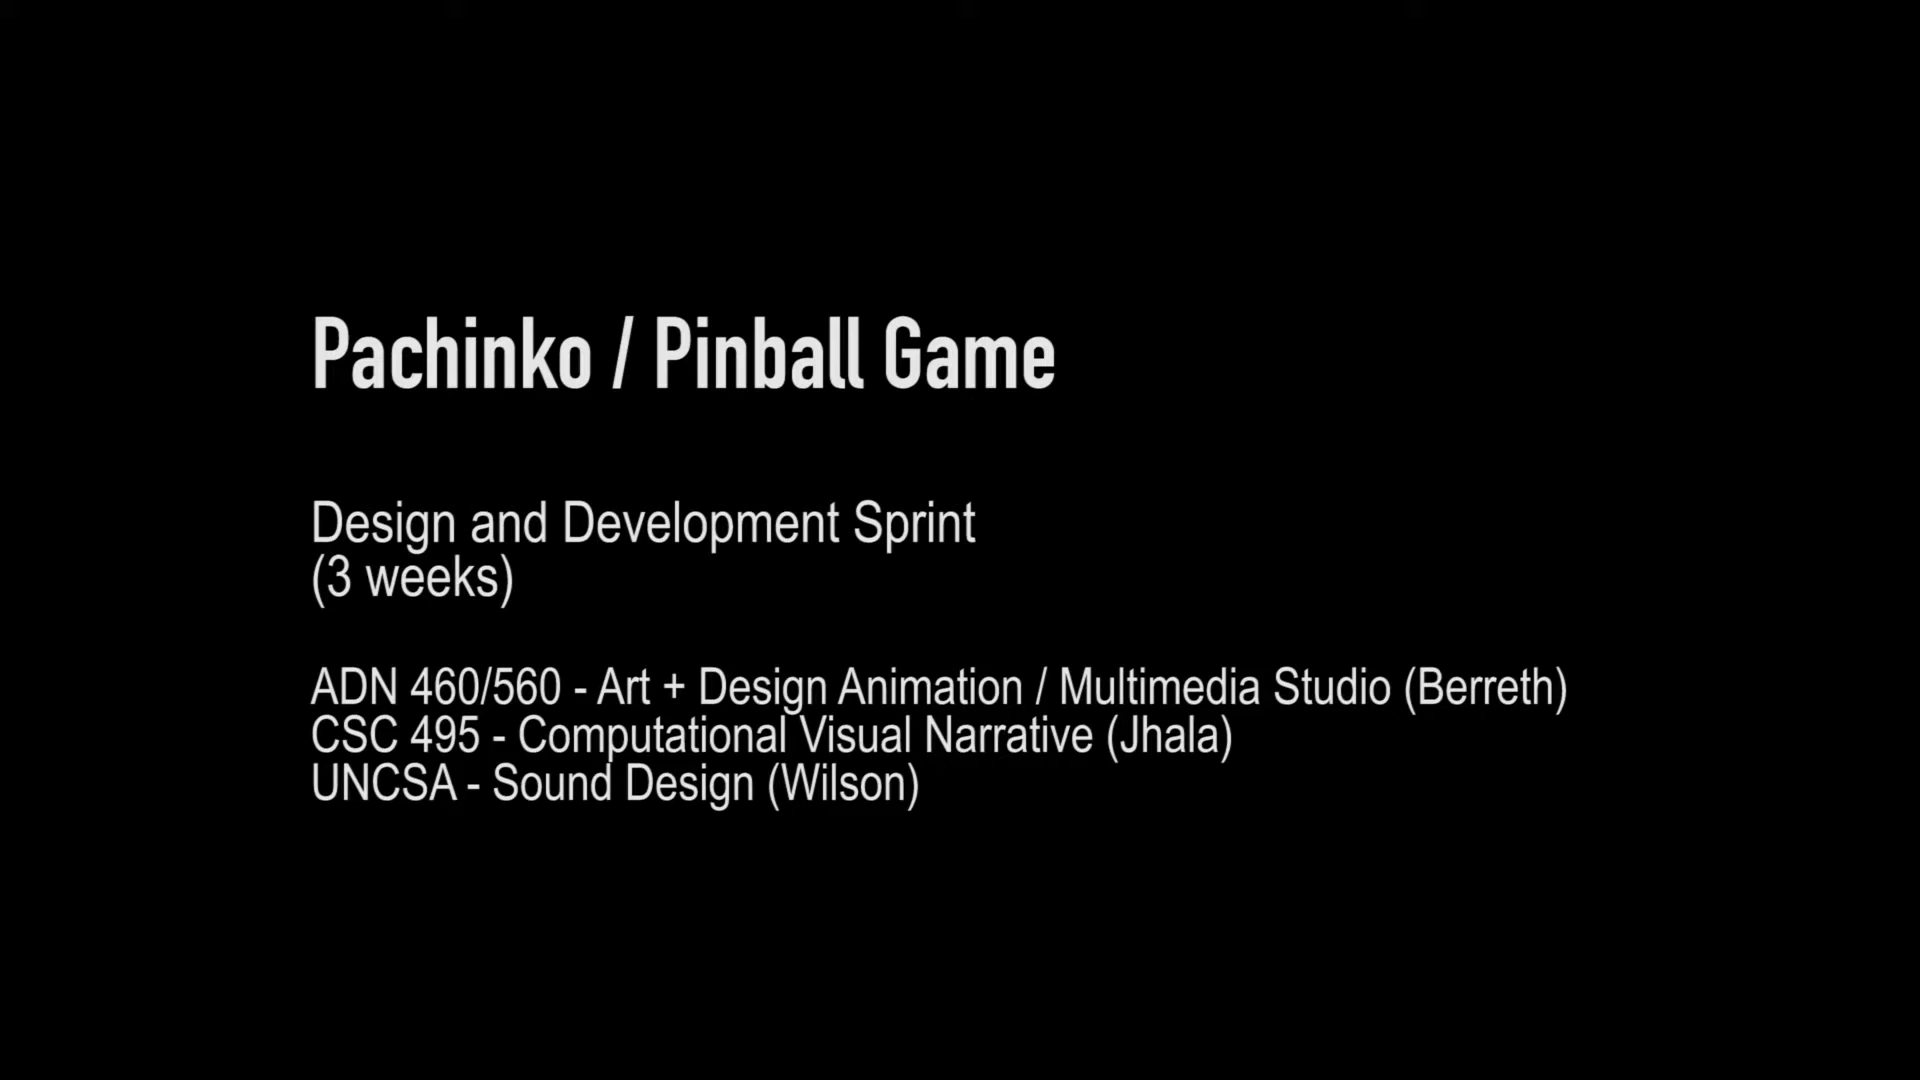 Pachinko / Pinball Game
Design and Development Sprint
(3 weeks)
ADN 460/560 - Art + Design Animation / Multimedia Studio (Berreth)
CSC 495 - Computational Visual Narrative (Jhala)
UNCSA - Sound Design (Wilson)